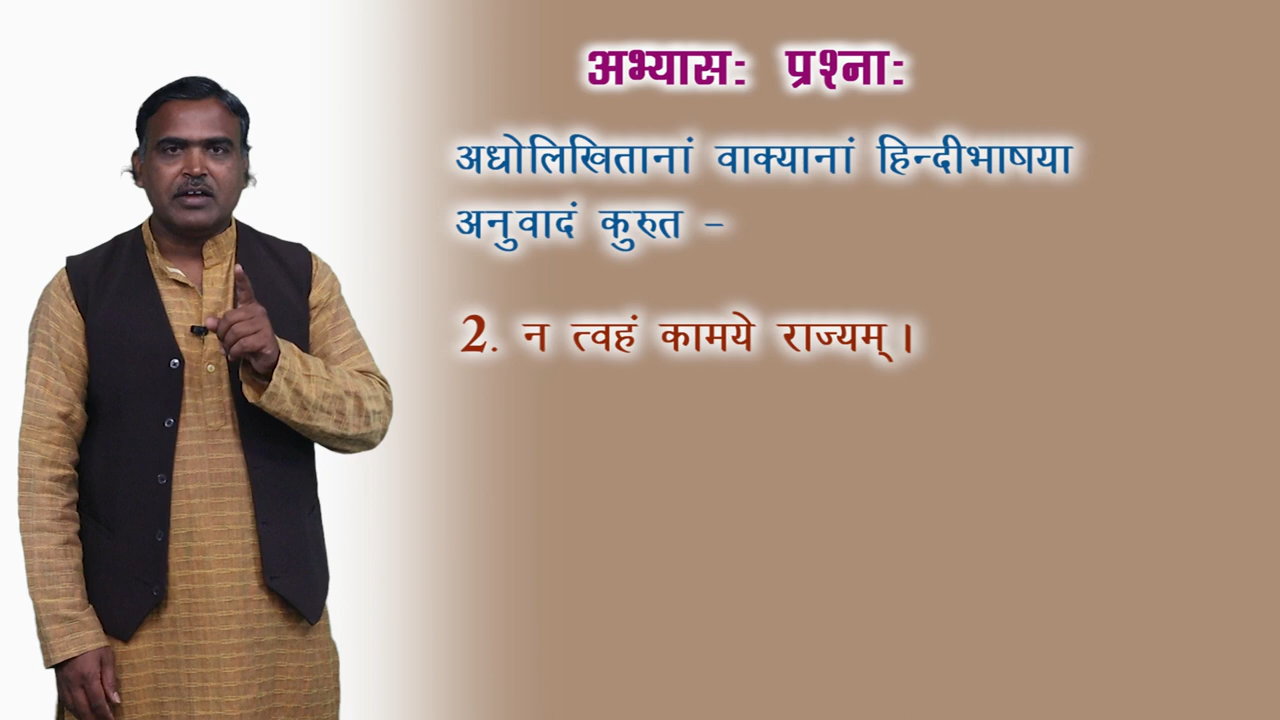 अभ्यासः प्रश्नाः
अधोलिखितानां वाक्यानां हिन्दीभाषया
अनुवादं कुरुत -
2. न त्वहं कामये राज्यम् ।